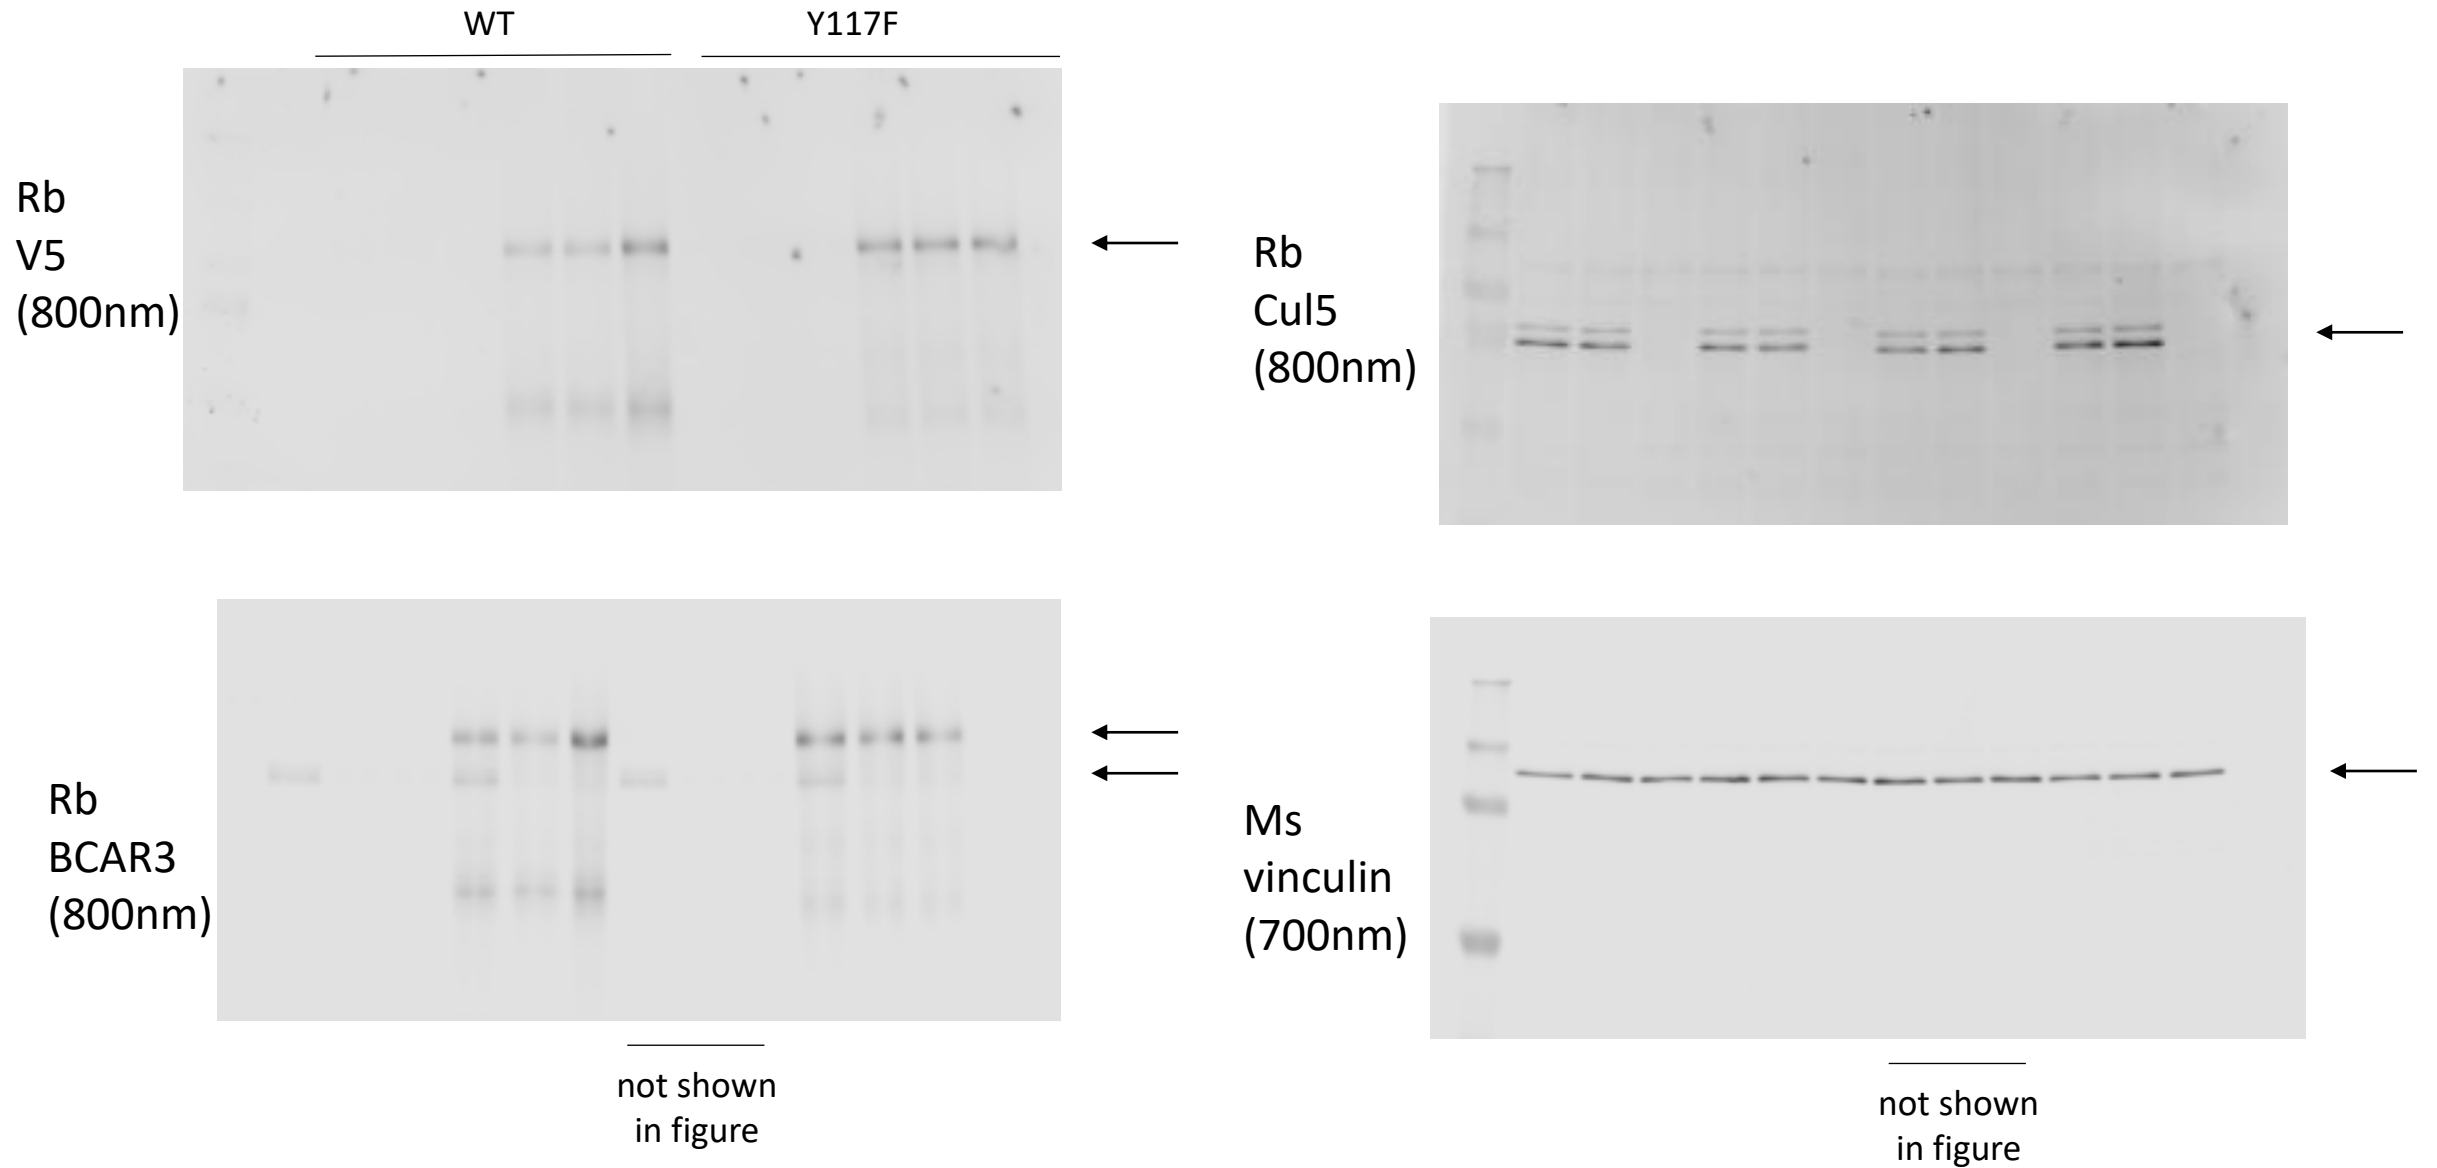 WT
Y117F
Rb
V5
(800nm)
Rb
Cul5
(800nm)
Rb
BCAR3
(800nm)
Ms
vinculin
(700nm)
not shown
in figure
not shown
in figure